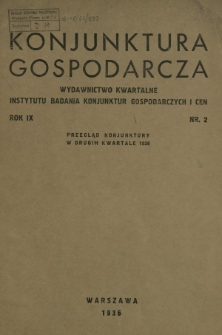 KONJUNKTURA
GOSPODARCZA
WYDAWNICTWO KWARTALNE
INSTYTUTU BADANIA KONJUNKTUR GOSPODARCZYCH I CEN
ROK IX
NR. 2
PRZEGLĄD KONJUNKTURY
W DRUGIM KWARTALE 1936
WARSZAWA
1936